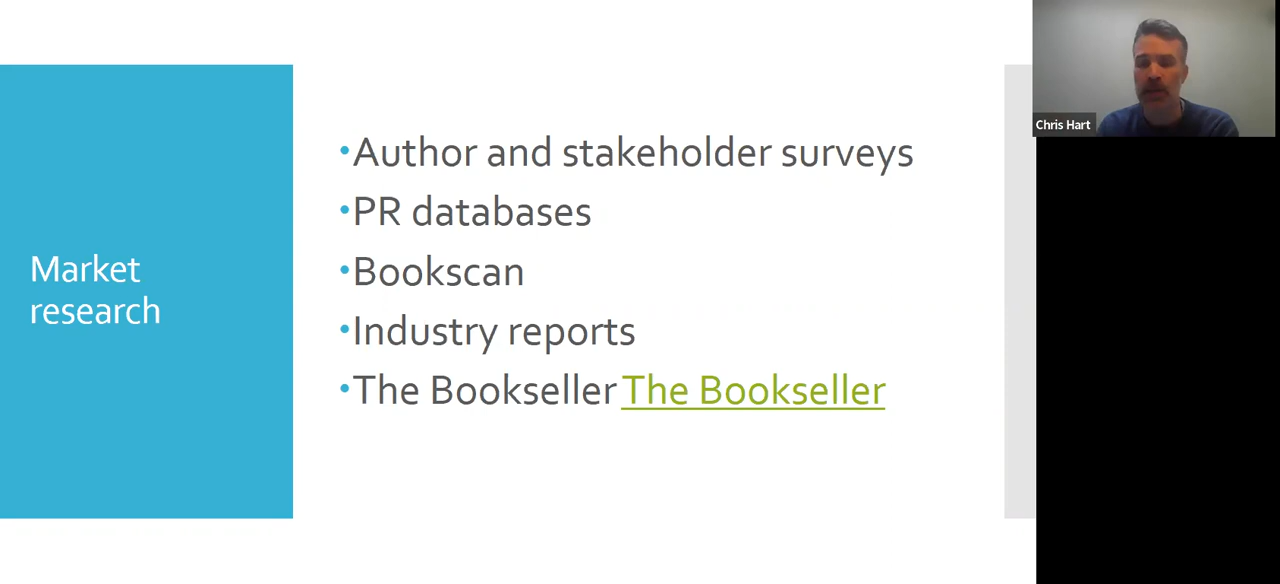 Market
research
•Author and stakeholder surveys
•PR databases
•Bookscan
•Industry reports
•The Bookseller The Bookseller
Chris Hart